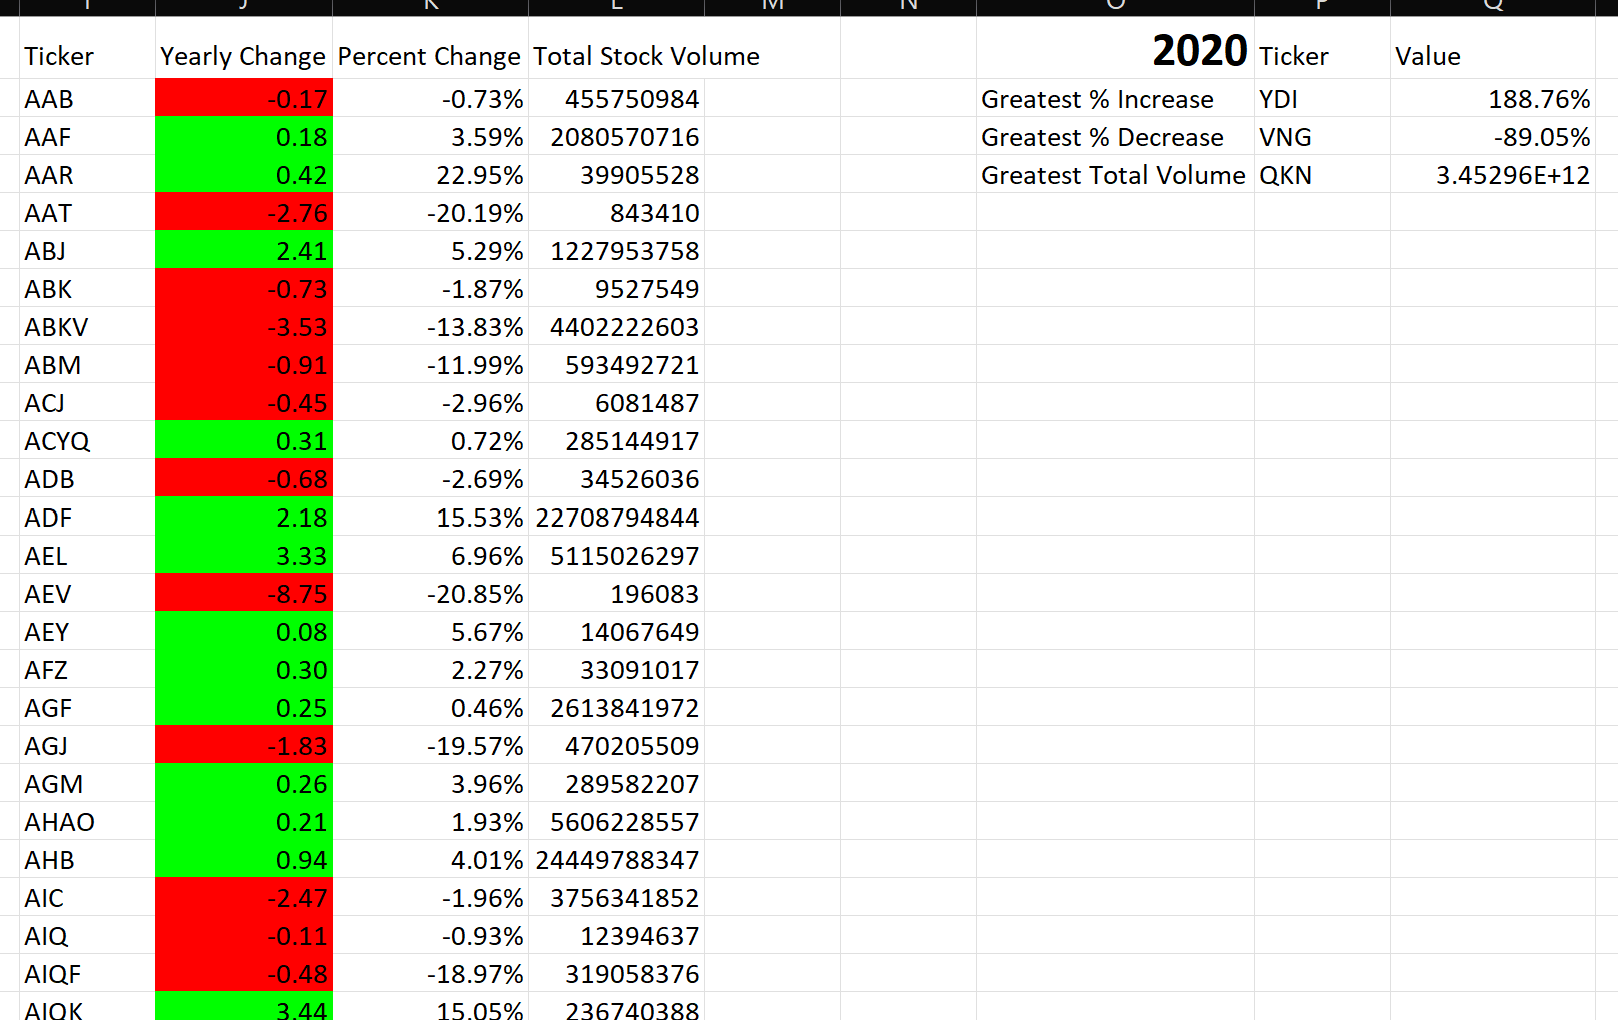 I J K L M N O P Q
Ticker Yearly Change Percent Change Total Stock Volume 2020 Ticker Value
AAB -0.17 -0.73% 455750984 Greatest % Increase YDI 188.76%
AAF 0.18 3.59% 2080570716 Greatest % Decrease VNG -89.05%
AAR 0.42 22.95% 39905528 Greatest Total Volume QKN 3.45296E+12
AAT -2.76 -20.19% 843410
ABJ 2.41 5.29% 1227953758
ABK -0.73 -1.87% 9527549
ABKV -3.53 -13.83% 4402222603
ABM -0.91 -11.99% 593492721
ACJ -0.45 -2.96% 6081487
ACYQ 0.31 0.72% 285144917
ADB -0.68 -2.69% 34526036
ADF 2.18 15.53% 22708794844
AEL 3.33 6.96% 5115026297
AEV -8.75 -20.85% 196083
AEY 0.08 5.67% 14067649
AFZ 0.30 2.27% 33091017
AGF 0.25 0.46% 2613841972
AGJ -1.83 -19.57% 470205509
AGM 0.26 3.96% 289582207
AHAO 0.21 1.93% 5606228557
AHB 0.94 4.01% 24449788347
AIC -2.47 -1.96% 3756341852
AIQ -0.11 -0.93% 12394637
AIQF -0.48 -18.97% 319058376
AIQK 3.44 15.05% 236740388